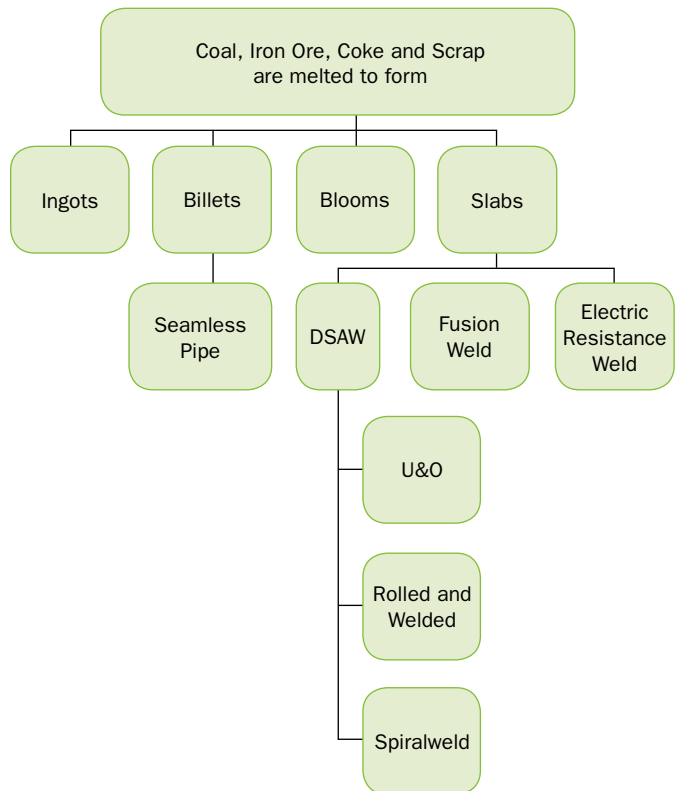 Coal, Iron Ore, Coke and Scrap
are melted to form
Ingots
Billets
Blooms
Slabs
Seamless
Pipe
DSAW
Fusion
Weld
Electric
Resistance
Weld
U&O
Rolled and
Welded
Spiralweld